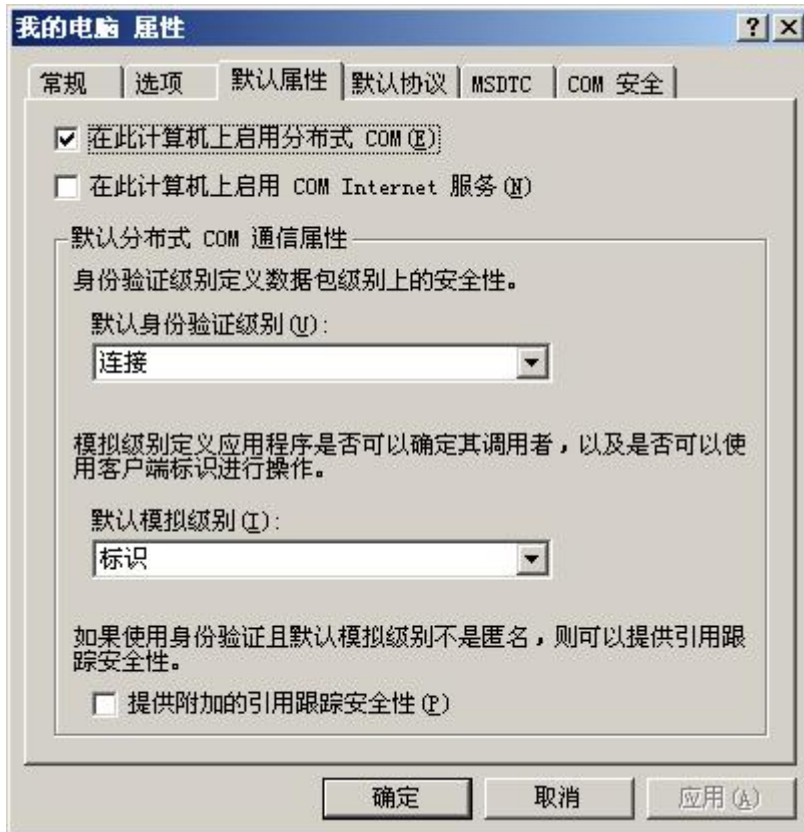 我的电脑 属性
常规 选项 默认属性 默认协议 MSDTC COM 安全
在此计算机上启用分布式 COM(E)
在此计算机上启用 COM Internet 服务(N)
默认分布式 COM 通信属性
身份验证级别定义数据包级别上的安全性。
默认身份验证级别(U):
连接
模拟级别定义应用程序是否可以确定其调用者，以及是否可以使
用客户端标识进行操作。
默认模拟级别(I):
标识
如果使用身份验证且默认模拟级别不是匿名，则可以提供引用跟
踪安全性。
提供附加的引用跟踪安全性(P)
确定 取消 应用(A)